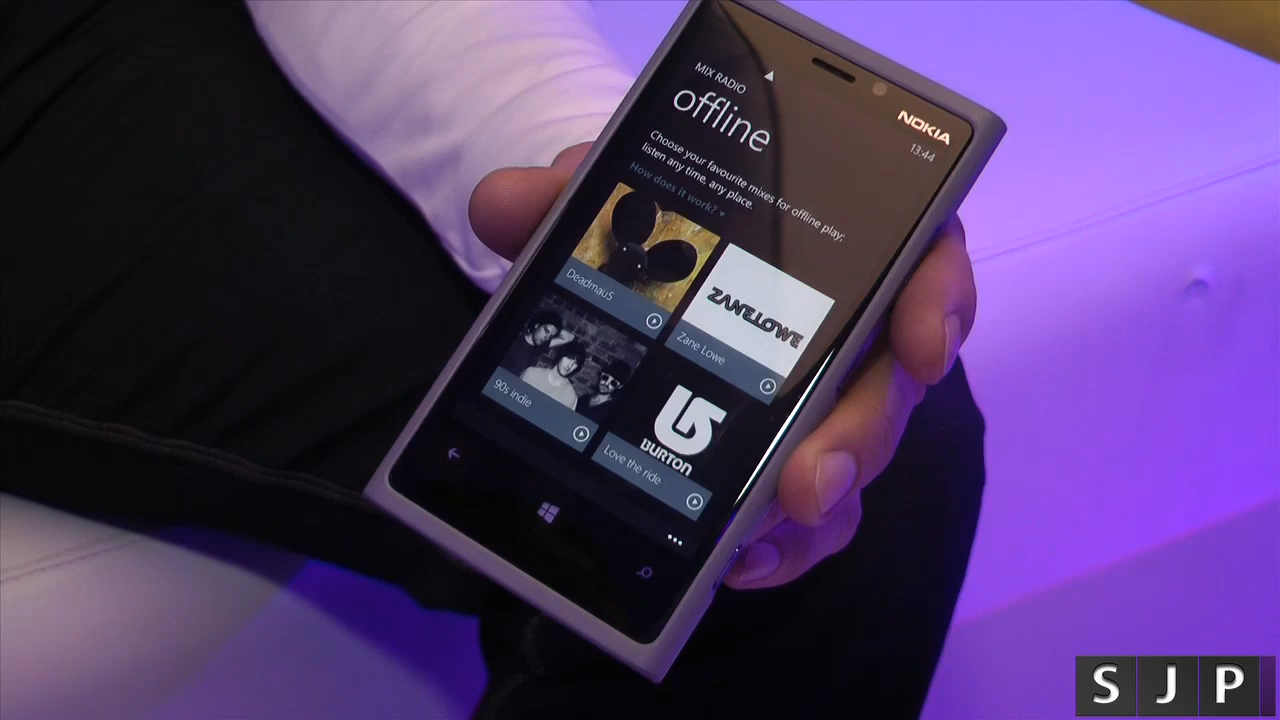 NOKIA
13:44
MIX RADIO
offline
Choose your favourite mixes for offline play;
listen any time, any place.
How does it work?
Deadmau5
ZANELOWE
Zane Lowe
90s indie
BURTON
Love the ride
SJP